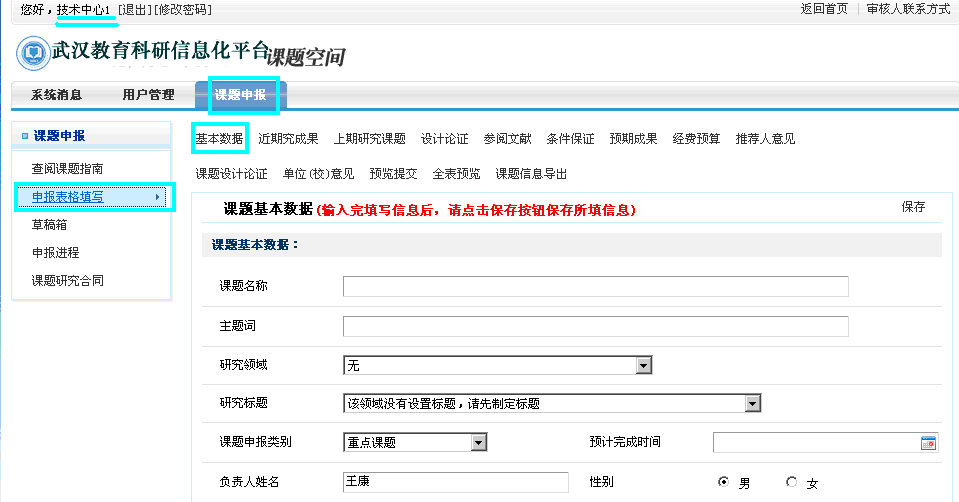 您好，技术中心1 [退出][修改密码] 返回首页 | 审核人联系方式
武汉教育科研信息化平台 课题空间
系统消息 用户管理 课题申报
课题申报
查阅课题指南
申报表格填写
草稿箱
申报进程
课题研究合同
基本数据 近期究成果 上期研究课题 设计论证 参阅文献 条件保证 预期成果 经费预算 推荐人意见
课题设计论证 单位(校)意见 预览提交 全表预览 课题信息导出
课题基本数据 (输入完填写信息后，请点击保存按钮保存所填信息) 保存
课题基本数据：
课题名称
主题词
研究领域 无
研究标题 该领域没有设置标题，请先制定标题
课题申报类别 重点课题 预计完成时间
负责人姓名 王康 性别 男 女